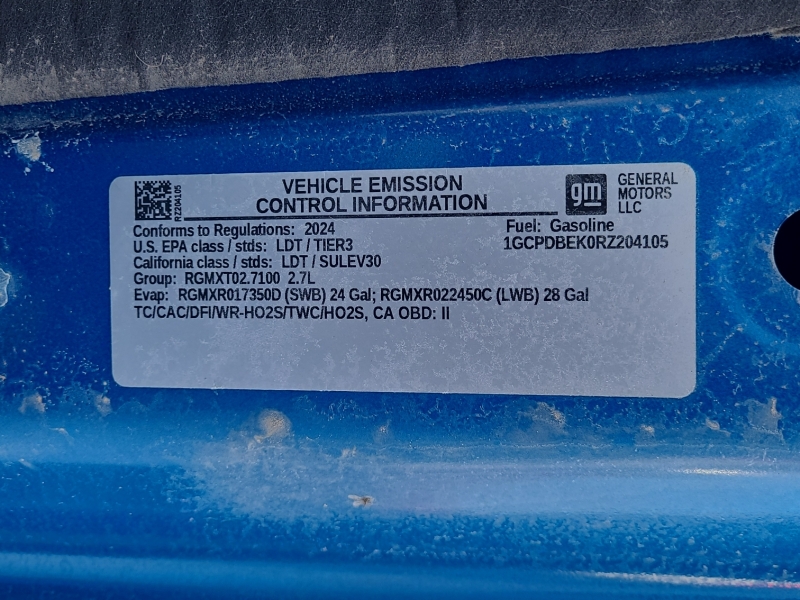 RZ204105
VEHICLE EMISSION
CONTROL INFORMATION
gm
GENERAL
MOTORS
LLC
Conforms to Regulations: 2024
Fuel: Gasoline
U.S. EPA class / stds: LDT / TIER3
1GCPDBEK0RZ204105
California class / stds: LDT / SULEV30
Group: RGMXT02.7100 2.7L
Evap: RGMXR017350D (SWB) 24 Gal; RGMXR022450C (LWB) 28 Gal
TC/CAC/DFI/WR-HO2S/TWC/HO2S, CA OBD: II